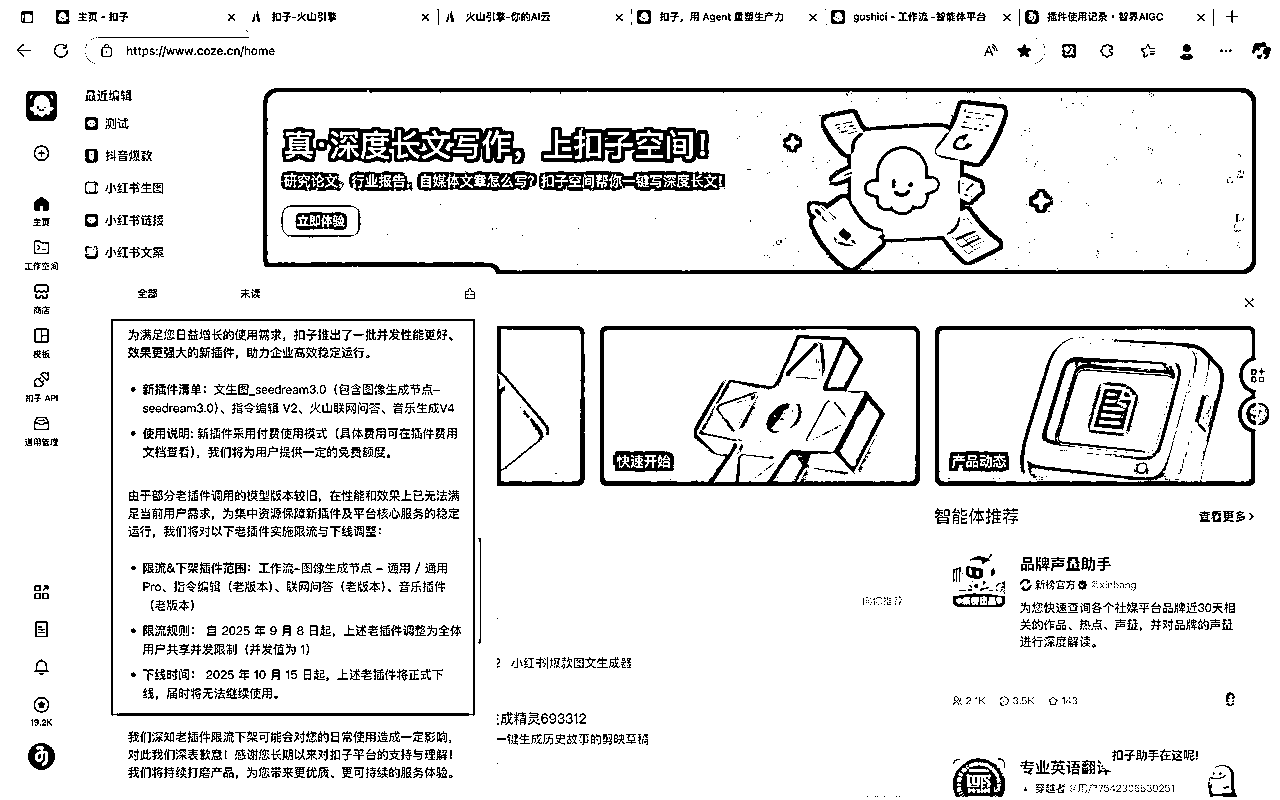 主页 - 扣子
扣子-火山引擎
火山引擎-你的AI云
扣子，用 Agent 重塑生产力
gushici - 工作流 -智能体平台
插件使用记录 · 智界AIGC
https://www.coze.cn/home
最近编辑
测试
抖音爆款
小红书生图
小红书链接
小红书文案
主页
工作空间
商店
模板
扣子 API
通用管理
19.2K
真·深度长文写作，上扣子空间！
研究论文，行业报告，自媒体文章怎么写？扣子空间帮你一键写深度长文！
立即体验
全部
未读
为满足您日益增长的使用需求，扣子推出了一批并发性能更好、
效果更强大的新插件，助力企业高效稳定运行。
• 新插件清单：文生图_seedream3.0（包含图像生成节点-
seedream3.0）、指令编辑 V2、火山联网问答、音乐生成V4
• 使用说明: 新插件采用付费使用模式（具体费用可在插件费用
文档查看），我们将为用户提供一定的免费额度。
由于部分老插件调用的模型版本较旧，在性能和效果上已无法满
足当前用户需求，为集中资源保障新插件及平台核心服务的稳定
运行，我们将对以下老插件实施限流与下线调整：
• 限流&下架插件范围：工作流-图像生成节点 - 通用 / 通用
Pro、指令编辑（老版本）、联网问答（老版本）、音乐插件
（老版本）
• 限流规则： 自 2025 年 9 月 8 日起，上述老插件调整为全体
用户共享并发限制（并发值为 1）
• 下线时间： 2025 年 10 月 15 日起，上述老插件将正式下
线，届时将无法继续使用。
我们深知老插件限流下架可能会对您的日常使用造成一定影响，
对此我们深表歉意！感谢您长期以来对扣子平台的支持与理解！
我们将持续打磨产品，为您带来更优质、更可持续的服务体验。
快速开始
产品动态
小红书爆款图文生成器
成精灵693312
一键生成历史故事的剪映草稿
智能体推荐
查看更多
品牌声量助手
新榜官方 @xinbang
为您快速查询各个社媒平台品牌近30天相
关的作品、热点、声量，并对品牌的声量
进行深度解读。
2.1K 3.5K 143
专业英语翻译
扣子助手在这呢!
穿越者